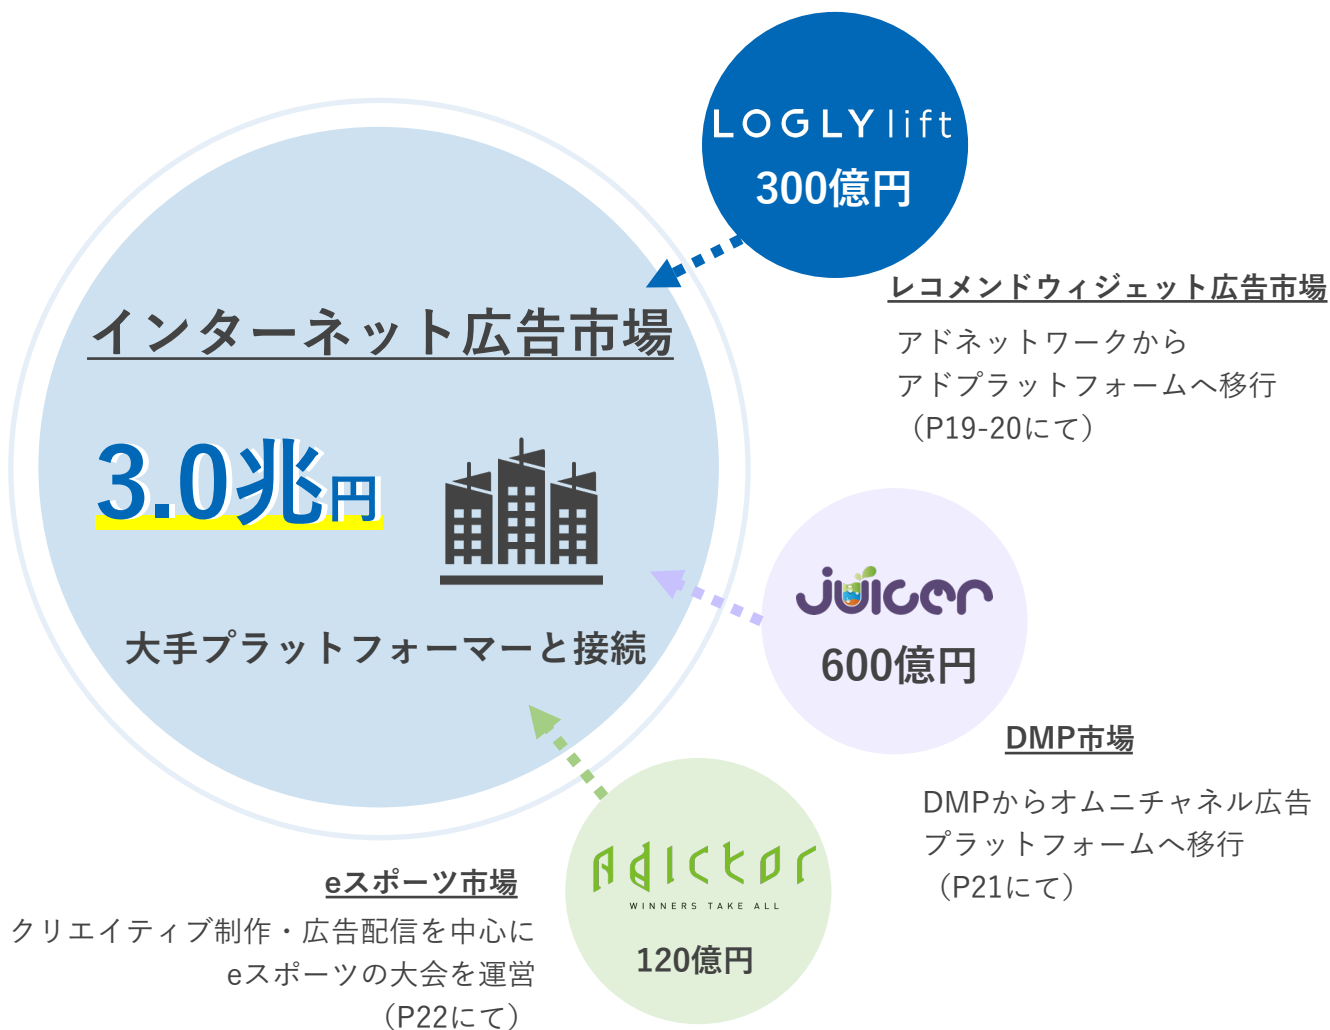 LOGLY lift
300億円
レコメンドウィジェット広告市場
アドネットワークから
アドプラットフォームへ移行
（P19-20にて）
インターネット広告市場
3.0兆円
大手プラットフォーマーと接続
juicer
600億円
DMP市場
DMPからオムニチャネル広告
プラットフォームへ移行
（P21にて）
Adictor
WINNERS TAKE ALL
120億円
eスポーツ市場
クリエイティブ制作・広告配信を中心に
eスポーツの大会を運営
（P22にて）